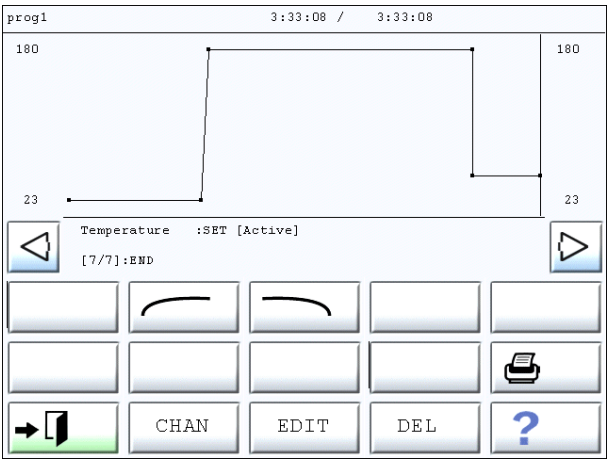 prog1 3:33:08 / 3:33:08
180 180
23 23
Temperature :SET [Active]
[7/7]:END
CHAN EDIT DEL ?